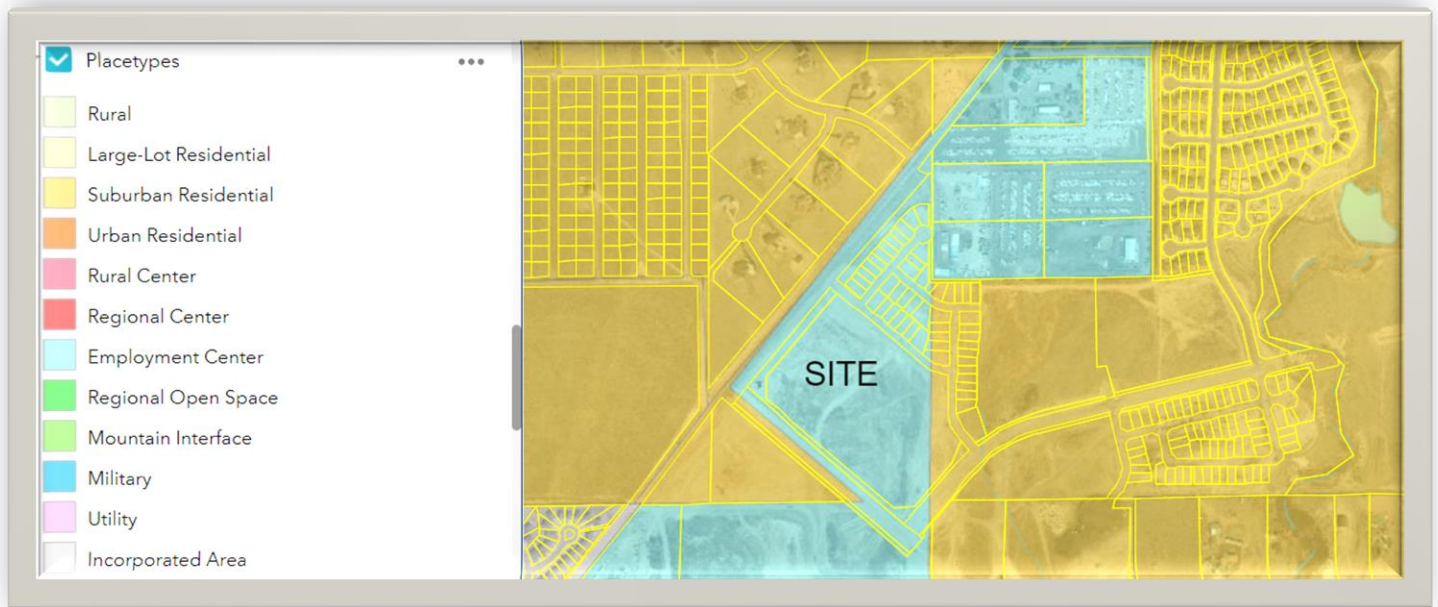 Placetypes
Rural
Large-Lot Residential
Suburban Residential
Urban Residential
Rural Center
Regional Center
Employment Center
Regional Open Space
Mountain Interface
Military
Utility
Incorporated Area
SITE